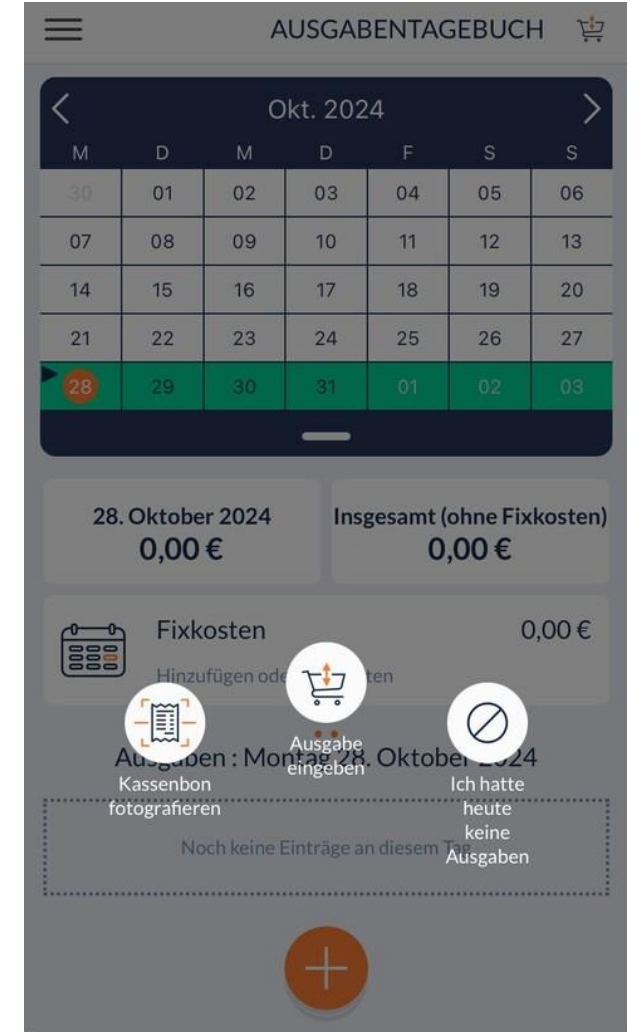 AUSGABENTAGEBUCH
Okt. 2024
M D M D F S S
30 01 02 03 04 05 06
07 08 09 10 11 12 13
14 15 16 17 18 19 20
21 22 23 24 25 26 27
28 29 30 31 01 02 03
28. Oktober 2024
0,00 €
Insgesamt (ohne Fixkosten)
0,00 €
Fixkosten 0,00 €
Hinzufügen
Ausgaben : Montag 28. Oktober 2024
Kassenbon
fotografieren
Ausgabe
eingeben
Ich hatte
heute
keine
Ausgaben
Noch keine Einträge an diesem Tag